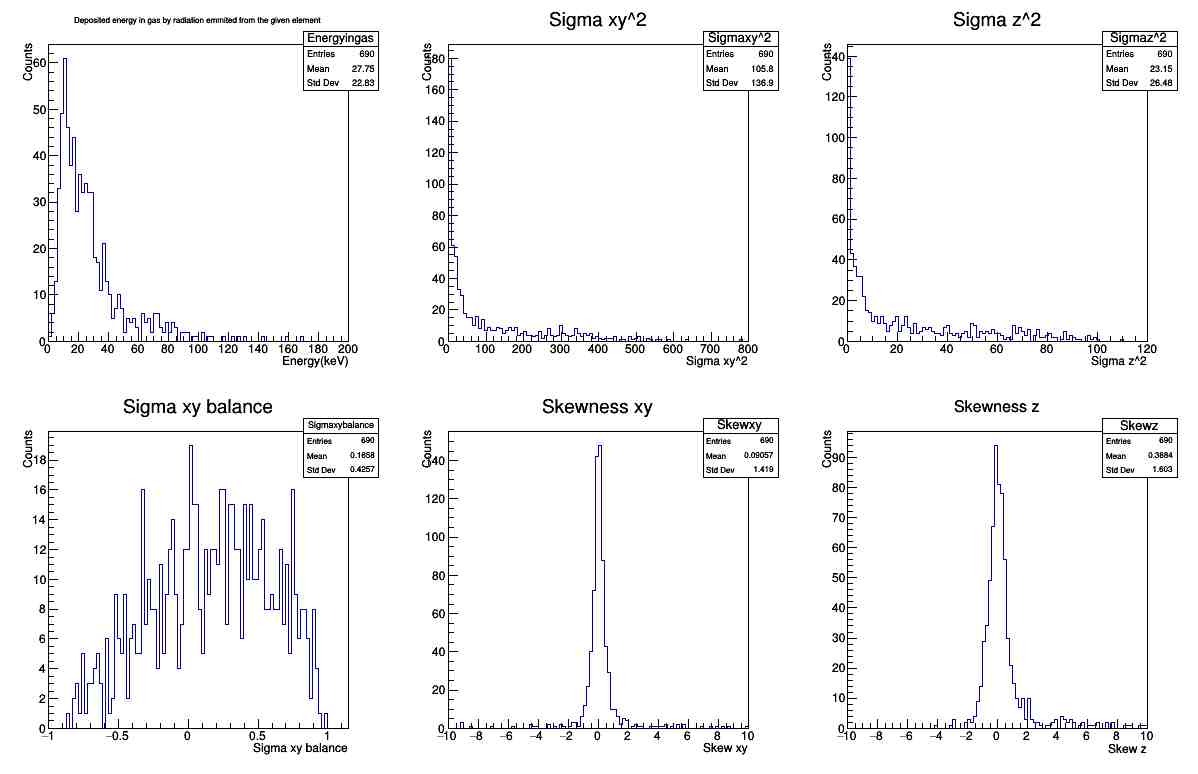 Deposited energy in gas by radiation emmited from the given element
Energyingas
Entries 690
Mean 27.75
Std Dev 22.83
Counts
60
50
40
30
20
10
0
0 20 40 60 80 100 120 140 160 180 200
Energy(keV)
Sigma xy^2
Sigmaxy^2
Entries 690
Mean 105.8
Std Dev 136.9
Counts
180
160
140
120
100
80
60
40
20
0
0 100 200 300 400 500 600 700 800
Sigma xy^2
Sigma z^2
Sigmaz^2
Entries 690
Mean 23.15
Std Dev 26.48
Counts
140
120
100
80
60
40
20
0
0 20 40 60 80 100 120
Sigma z^2
Sigma xy balance
Sigmaxybalance
Entries 690
Mean 0.1658
Std Dev 0.4257
Counts
18
16
14
12
10
8
6
4
2
0
−1 −0.5 0 0.5 1
Sigma xy balance
Skewness xy
Skewxy
Entries 690
Mean 0.09057
Std Dev 1.419
Counts
140
120
100
80
60
40
20
0
−10 −8 −6 −4 −2 0 2 4 6 8 10
Skew xy
Skewness z
Skewz
Entries 690
Mean 0.3884
Std Dev 1.603
Counts
90
80
70
60
50
40
30
20
10
0
−10 −8 −6 −4 −2 0 2 4 6 8 10
Skew z